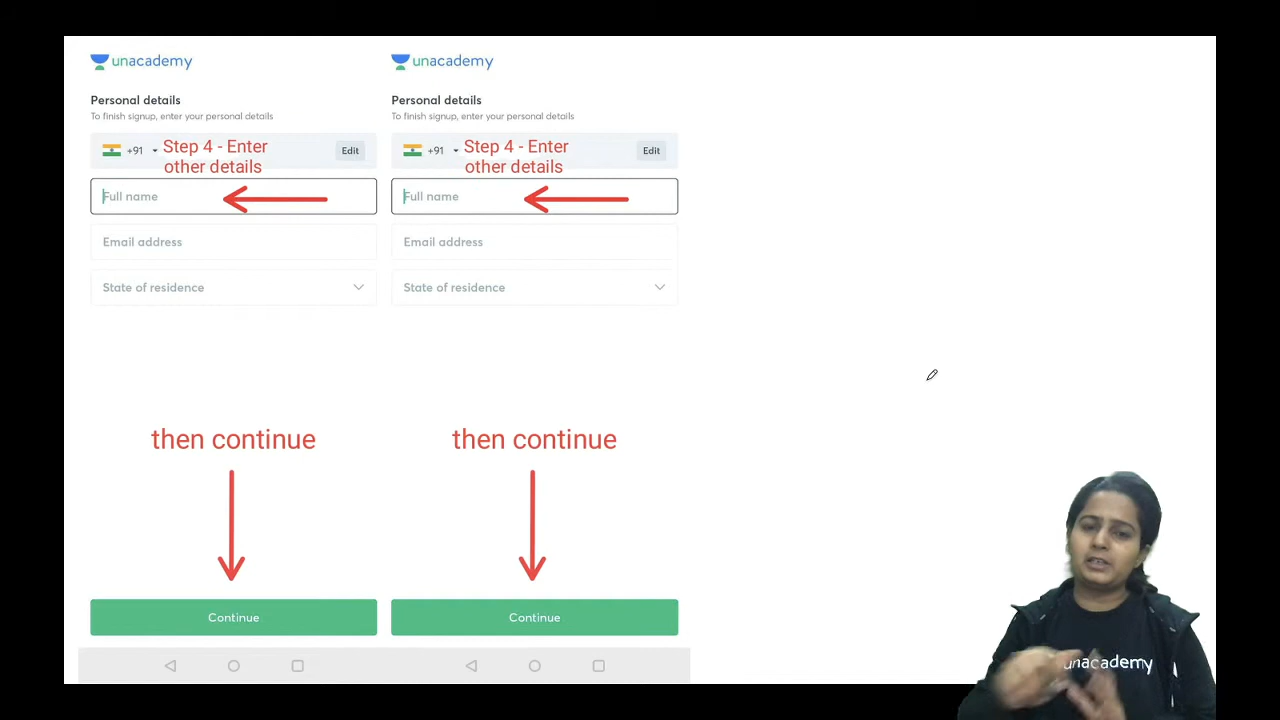 unacademy
Personal details
To finish signup, enter your personal details
+91
Step 4 - Enter
other details
Edit
Full name
Email address
State of residence
then continue
Continue
unacademy
Personal details
To finish signup, enter your personal details
+91
Step 4 - Enter
other details
Edit
Full name
Email address
State of residence
then continue
Continue
unacademy